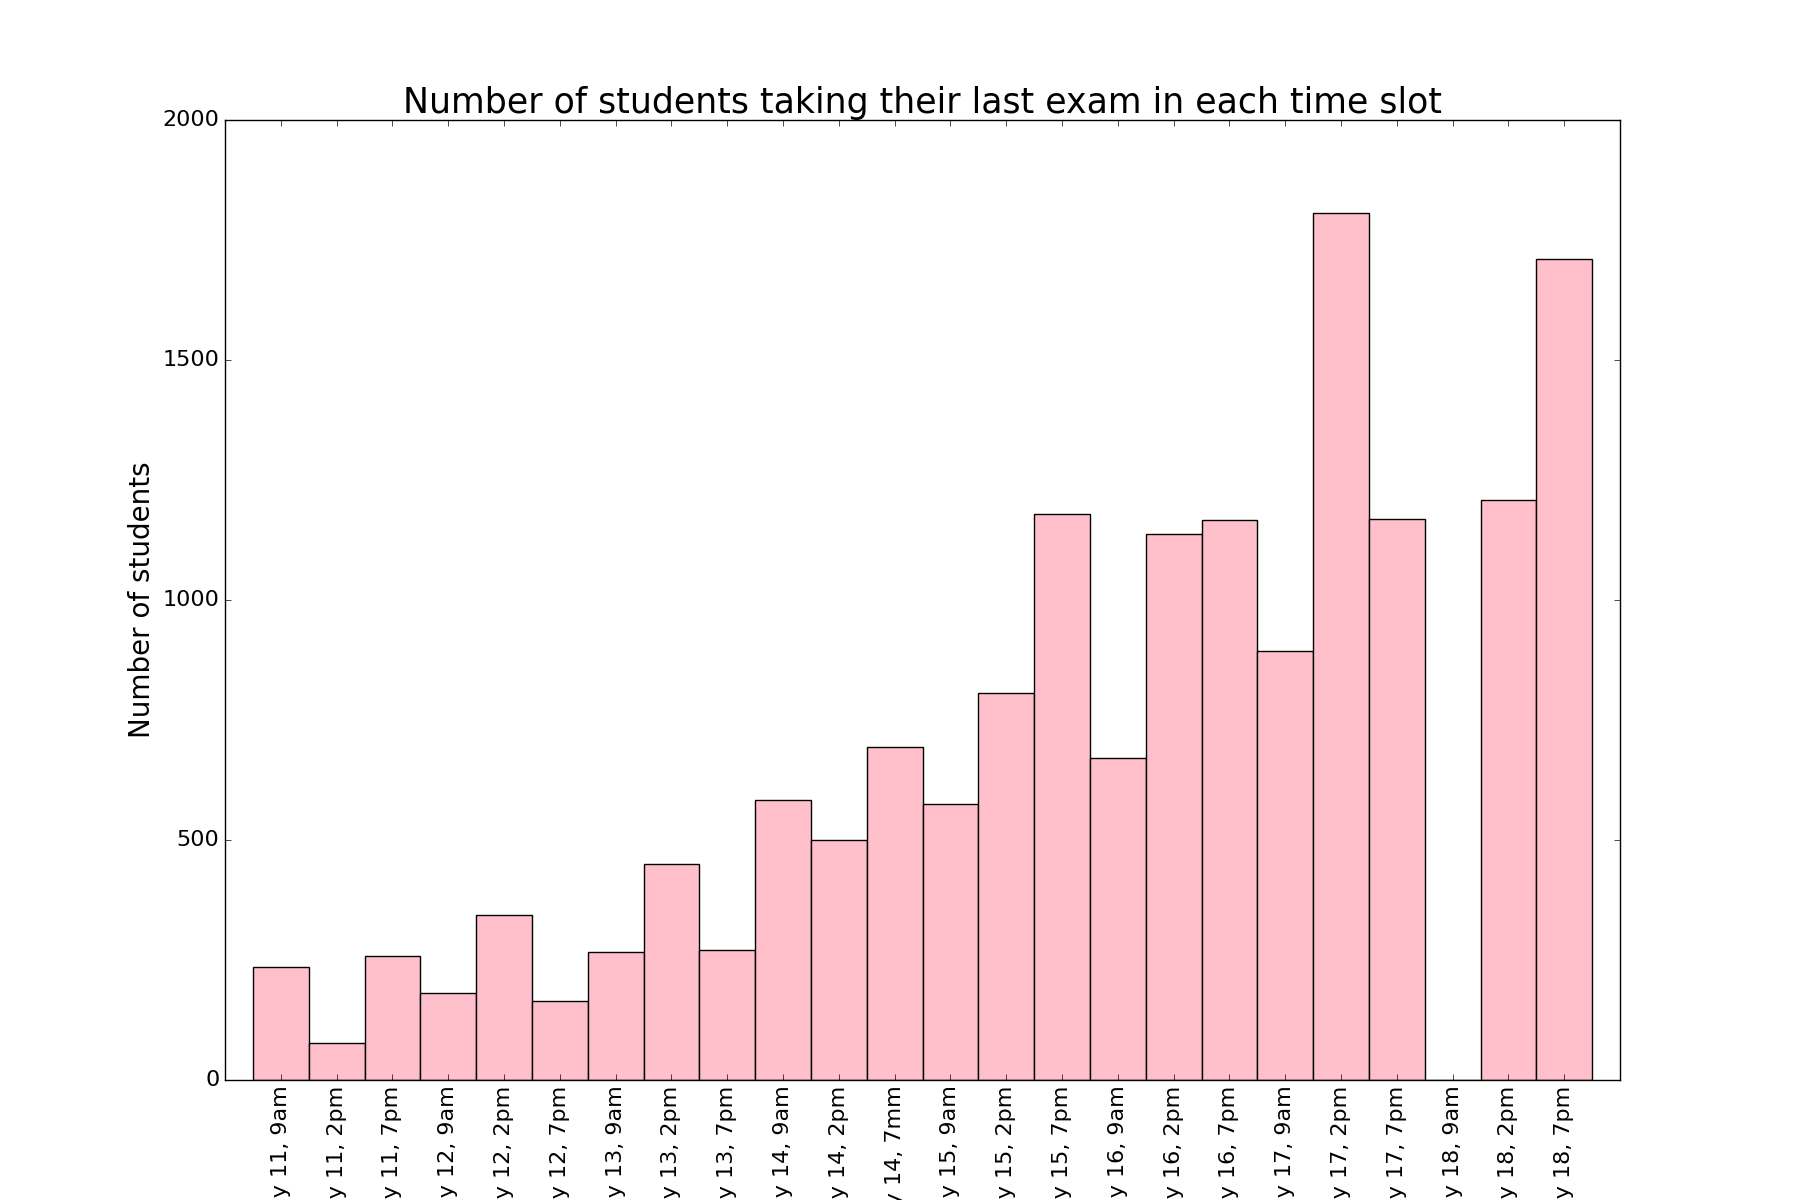 Number of students taking their last exam in each time slot
Number of students
2000
1500
1000
500
0
y 11, 9am
y 11, 2pm
y 11, 7pm
y 12, 9am
y 12, 2pm
y 12, 7pm
y 13, 9am
y 13, 2pm
y 13, 7pm
y 14, 9am
y 14, 2pm
y 14, 7mm
y 15, 9am
y 15, 2pm
y 15, 7pm
y 16, 9am
y 16, 2pm
y 16, 7pm
y 17, 9am
y 17, 2pm
y 17, 7pm
y 18, 9am
y 18, 2pm
y 18, 7pm